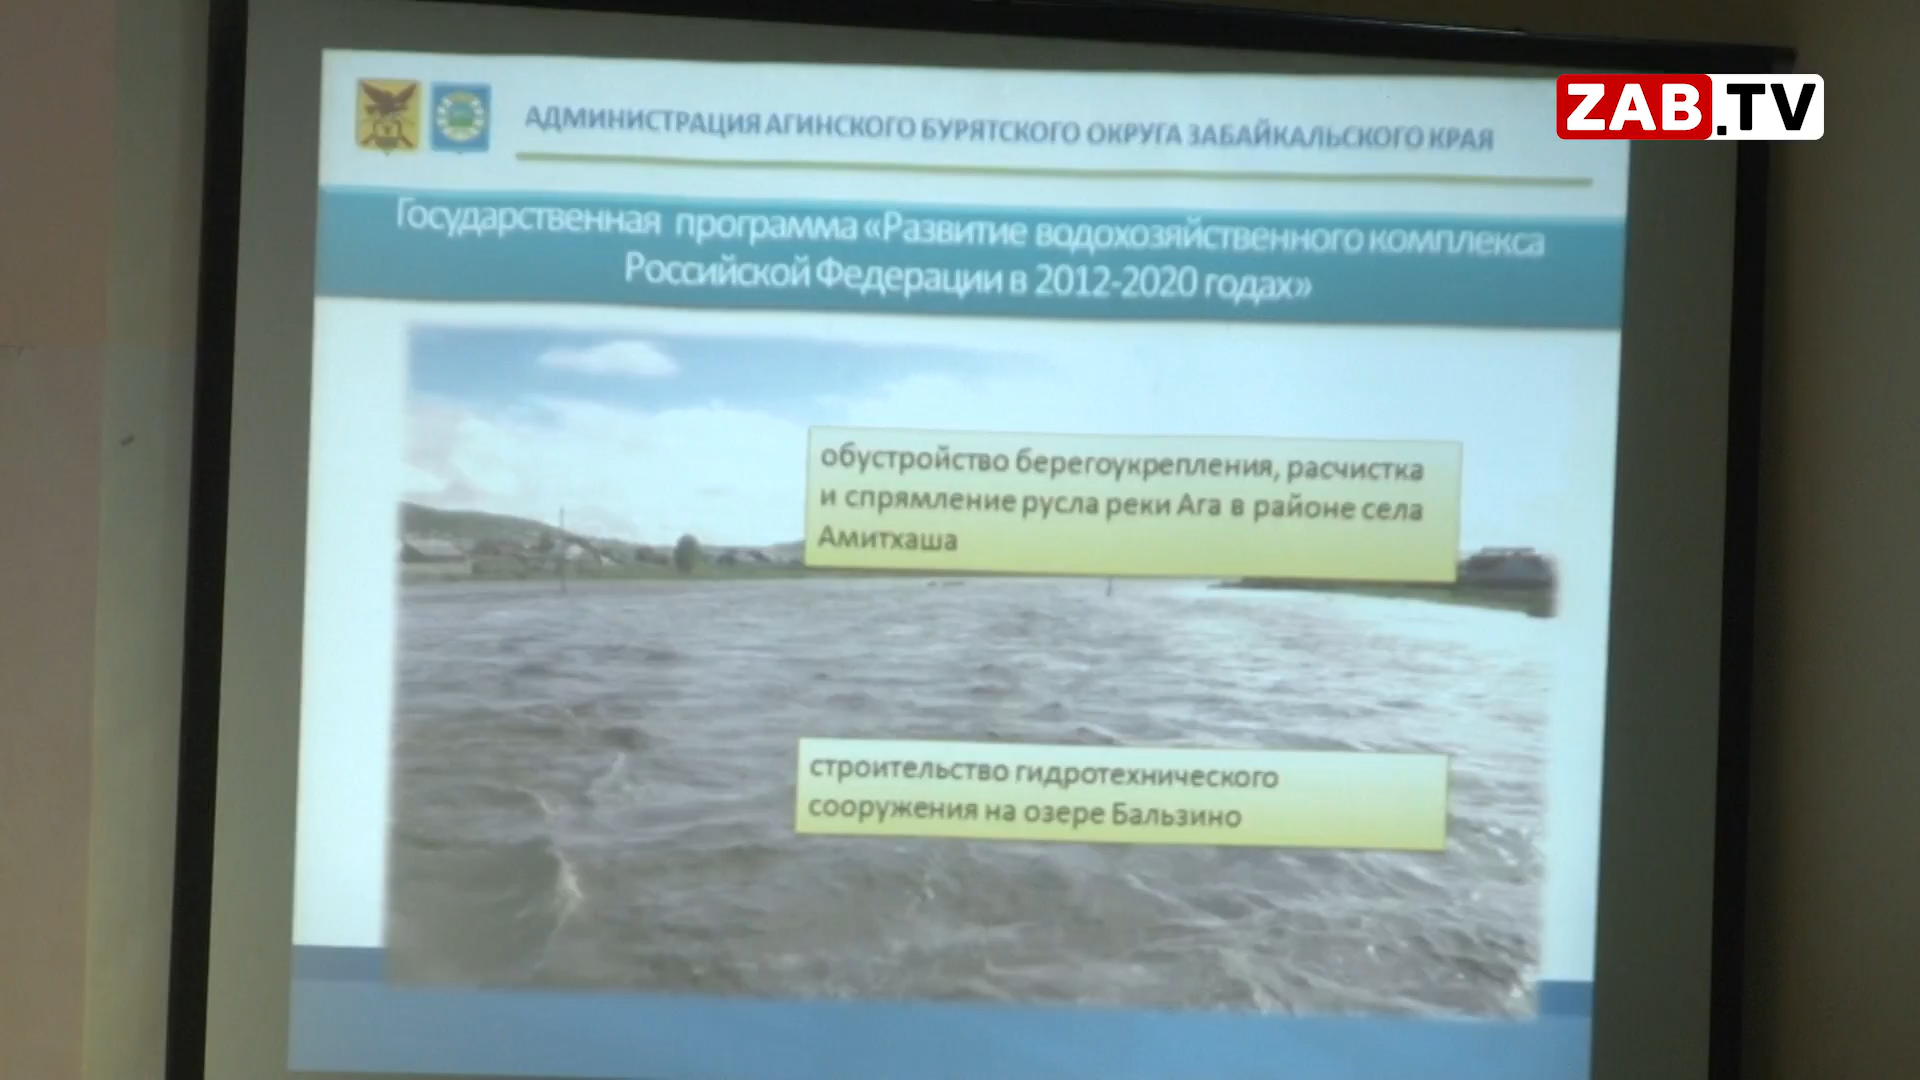 ZAB.TV
АДМИНИСТРАЦИЯ АГИНСКОГО БУРЯТСКОГО ОКРУГА ЗАБАЙКАЛЬСКОГО КРАЯ
Государственная программа «Развитие водохозяйственного комплекса
Российской Федерации в 2012-2020 годах»
обустройство берегоукрепления, расчистка
и спрямление русла реки Ага в районе села
Амитхаша
строительство гидротехнического
сооружения на озере Бальзино